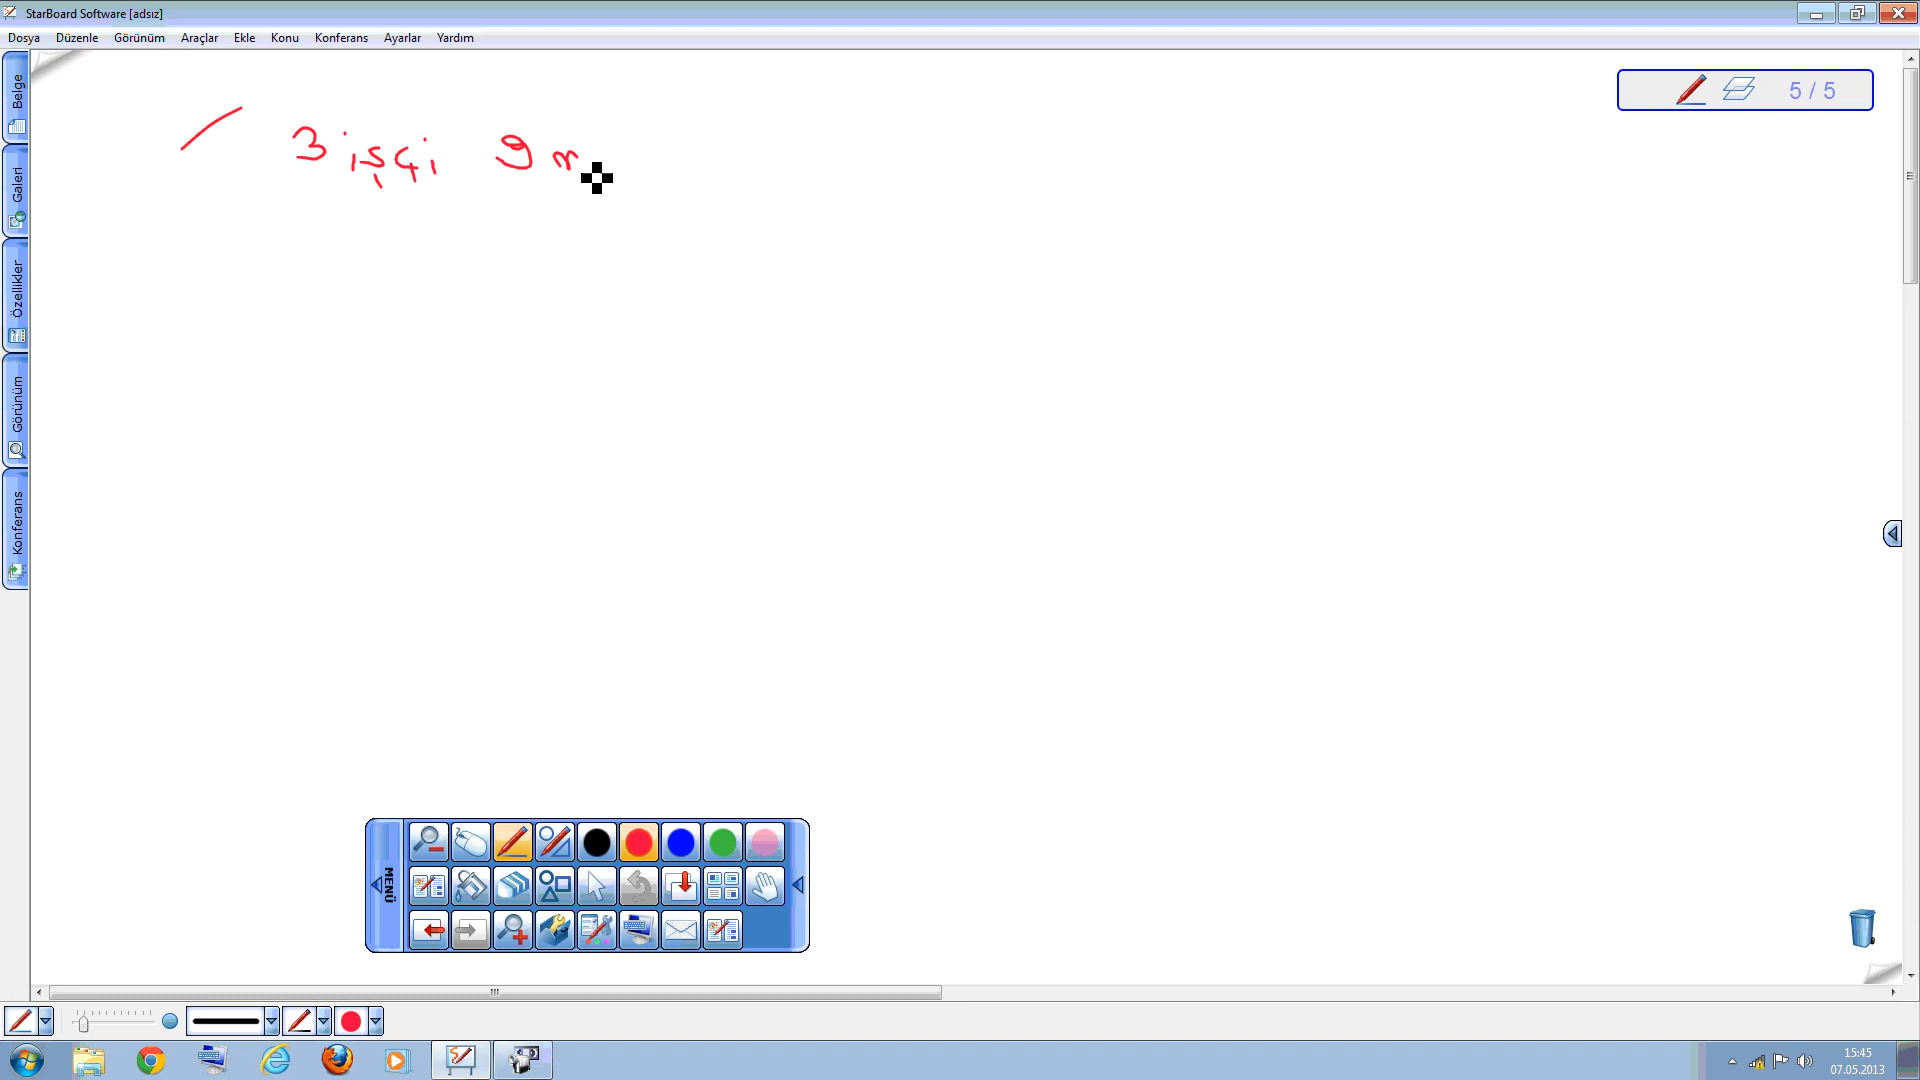 StarBoard Software [adsız]
Dosya Düzenle Görünüm Araçlar Ekle Konu Konferans Ayarlar Yardım
Belge
Galeri
Özellikler
Görünüm
Konferans
5 / 5
3 işçi 9 m
MENÜ
15:45
07.05.2013